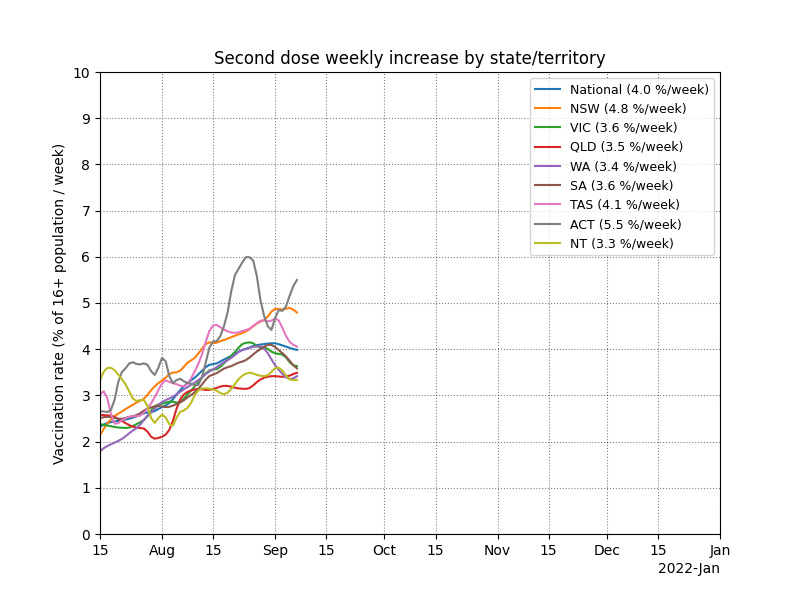 Second dose weekly increase by state/territory
Vaccination rate (% of 16+ population / week)
10
9
8
7
6
5
4
3
2
1
0
National (4.0 %/week)
NSW (4.8 %/week)
VIC (3.6 %/week)
QLD (3.5 %/week)
WA (3.4 %/week)
SA (3.6 %/week)
TAS (4.1 %/week)
ACT (5.5 %/week)
NT (3.3 %/week)
15 Aug 15 Sep 15 Oct 15 Nov 15 Dec 15 Jan
2022-Jan